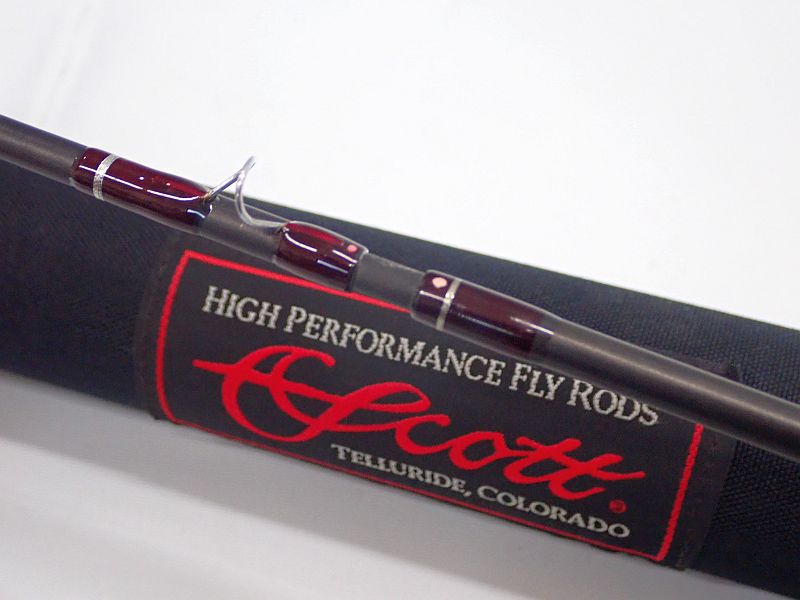 HIGH PERFORMANCE FLY RODS
Scott®
TELLURIDE, COLORADO